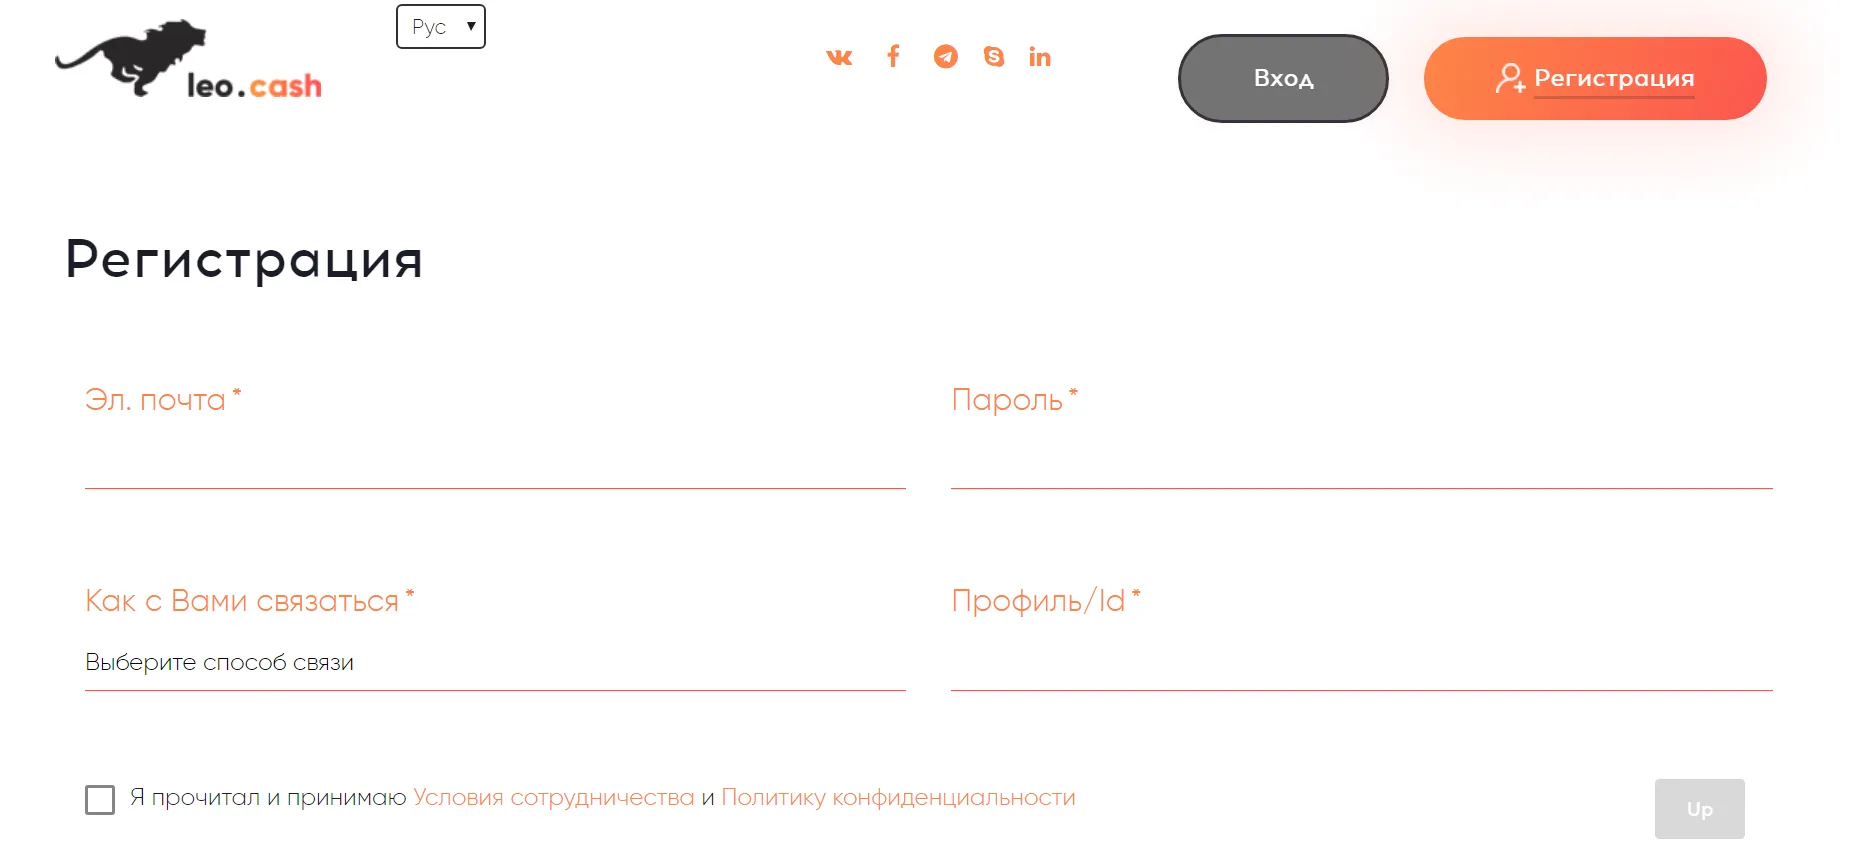 Рус
leo.cash
Вход
Регистрация
Регистрация
Эл. почта *
Пароль *
Как с Вами связаться *
Профиль/Id *
Выберите способ связи
Я прочитал и принимаю Условия сотрудничества и Политику конфиденциальности
Up